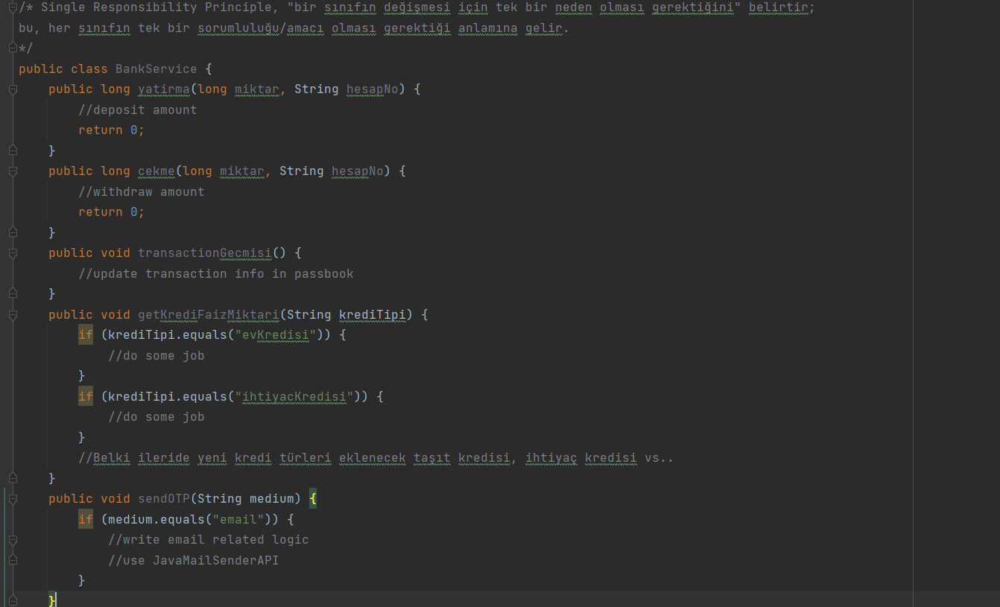 /* Single Responsibility Principle, "bir sınıfın değişmesi için tek bir neden olması gerektiğini" belirtir;
bu, her sınıfın tek bir sorumluluğu/amacı olması gerektiği anlamına gelir.
*/
public class BankService {
    public long yatirma(long miktar, String hesapNo) {
        //deposit amount
        return 0;
    }
    public long cekme(long miktar, String hesapNo) {
        //withdraw amount
        return 0;
    }
    public void transactionGecmisi() {
        //update transaction info in passbook
    }
    public void getKrediFaizMiktari(String krediTipi) {
        if (krediTipi.equals("evKredisi")) {
            //do some job
        }
        if (krediTipi.equals("ihtiyacKredisi")) {
            //do some job
        }
        //Belki ileride yeni kredi türleri eklenecek taşıt kredisi, ihtiyaç kredisi vs..
    }
    public void sendOTP(String medium) {
        if (medium.equals("email")) {
            //write email related logic
            //use JavaMailSenderAPI
        }
    }